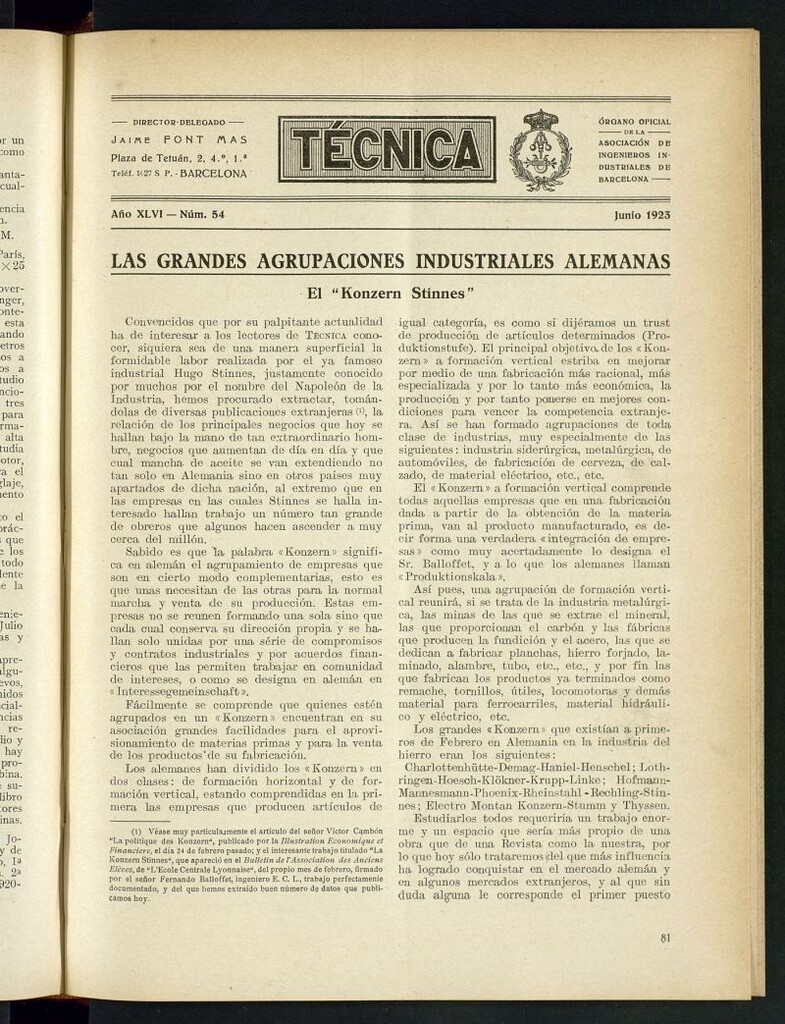 DIRECTOR-DELEGADO
JAIME PONT MAS
Plaza de Tetuán, 2, 4.º, 1.ª
Teléf. 1627 S P. - BARCELONA
TÉCNICA
ÓRGANO OFICIAL
DE LA
ASOCIACIÓN DE
INGENIEROS IN-
DUSTRIALES DE
BARCELONA
Año XLVI — Núm. 54
Junio 1923
LAS GRANDES AGRUPACIONES INDUSTRIALES ALEMANAS
El "Konzern Stinnes"
Convencidos que por su palpitante actualidad
ha de interesar a los lectores de TÉCNICA cono-
cer, siquiera sea de una manera superficial la
formidable labor realizada por el ya famoso
industrial Hugo Stinnes, justamente conocido
por muchos por el nombre del Napoleón de la
Industria, hemos procurado extractar, tomán-
dolas de diversas publicaciones extranjeras (1), la
relación de los principales negocios que hoy se
hallan bajo la mano de tan extraordinario hom-
bre, negocios que aumentan de día en día y que
cual mancha de aceite se van extendiendo no
tan solo en Alemania sino en otros países muy
apartados de dicha nación, al extremo que en
las empresas en las cuales Stinnes se halla in-
teresado hallan trabajo un número tan grande
de obreros que algunos hacen ascender a muy
cerca del millón.
Sabido es que la palabra «Konzern» signifi-
ca en alemán el agrupamiento de empresas que
son en cierto modo complementarias, esto es
que unas necesitan de las otras para la normal
marcha y venta de su producción. Estas em-
presas no se reunen formando una sola sino que
cada cual conserva su dirección propia y se ha-
llan solo unidas por una série de compromisos
y contratos industriales y por acuerdos finan-
cieros que las permiten trabajar en comunidad
de intereses, o como se designa en alemán en
«Interessegemeinschaft».
Fácilmente se comprende que quienes estén
agrupados en un «Konzern» encuentran en su
asociación grandes facilidades para el aprovi-
sionamiento de materias primas y para la venta
de los productos de su fabricación.
Los alemanes han dividido los «Konzern» en
dos clases: de formación horizontal y de for-
mación vertical, estando comprendidas en la pri-
mera las empresas que producen artículos de
(1) Véase muy particularmente el artículo del señor Victor Cambón
"La politique des Konzern", publicado por la Illustration Economique et
Financière, el día 24 de febrero pasado; y el interesante trabajo titulado "La
Konzern Stinnes", que apareció en el Bulletin de l'Association des Anciens
Elèves, de "L'Ecole Centrale Lyonnaise", del propio mes de febrero, firmado
por el señor Fernando Balloffet, ingeniero E. C. L., trabajo perfectamente
documentado, y del que hemos extraído buen número de datos que publi-
camos hoy.
igual categoría, es como si dijéramos un trust
de producción de artículos determinados (Pro-
duktionstufe). El principal objetivo de los «Kon-
zern» a formación vertical estriba en mejorar
por medio de una fabricación más racional, más
especializada y por lo tanto más económica, la
producción y por tanto ponerse en mejores con-
diciones para vencer la competencia extranje-
ra. Así se han formado agrupaciones de toda
clase de industrias, muy especialmente de las
siguientes: industria siderúrgica, metalúrgica, de
automóviles, de fabricación de cerveza, de cal-
zado, de material eléctrico, etc., etc.
El «Konzern» a formación vertical comprende
todas aquellas empresas que en una fabricación
dada a partir de la obtención de la materia
prima, van al producto manufacturado, es de-
cir forma una verdadera «integración de empre-
sas» como muy acertadamente lo designa el
Sr. Balloffet, y a lo que los alemanes llaman
«Produktionskala».
Así pues, una agrupación de formación verti-
cal reunirá, si se trata de la industria metalúrgi-
ca, las minas de las que se extrae el mineral,
las que proporcionan el carbón y las fábricas
que producen la fundición y el acero, las que se
dedican a fabricar planchas, hierro forjado, la-
minado, alambre, tubo, etc., etc., y por fin las
que fabrican los productos ya terminados como
remache, tornillos, útiles, locomotoras y demás
material para ferrocarriles, material hidráuli-
co y eléctrico, etc.
Los grandes «Konzern» que existían a prime-
ros de Febrero en Alemania en la industria del
hierro eran los siguientes:
Charlottenhütte-Demag-Haniel-Henschel; Loth-
ringen-Hoesch-Klökner-Krupp-Linke; Hofmann-
Mannesmann-Phoenix-Rheinstahl-Rechling-Stin-
nes; Electro Montan Konzern-Stumm y Thyssen.
Estudiarlos todos requeriría un trabajo enor-
me y un espacio que sería más propio de una
obra que de una Revista como la nuestra, por
lo que hoy sólo trataremos del que más influencia
ha logrado conquistar en el mercado alemán y
en algunos mercados extranjeros, y al que sin
duda alguna le corresponde el primer puesto
81